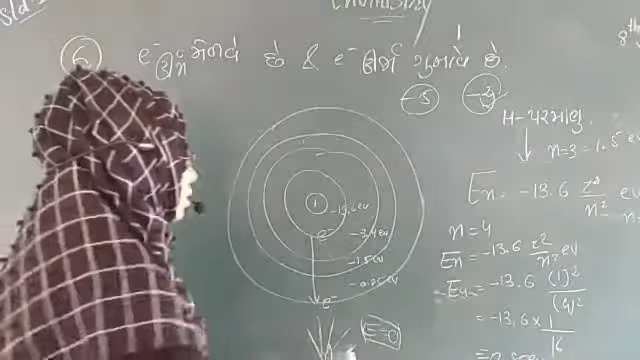 Chemistry
8th
6
e⁻ ઊર્જા મેળવે છે & e⁻ ઊર્જા ગુમાવે છે.
H - પરમાણુ.
n=3 = 1.5 ev
En = -13.6 z²/n²
n=4
En = -13.6 z²/n² ev
E4 = -13.6 (1)²/(4)²
= -13.6 x 1/16
-13.6 ev
e⁻
-3.4 ev
-1.5 ev
-0.85 ev
e⁻
E=0